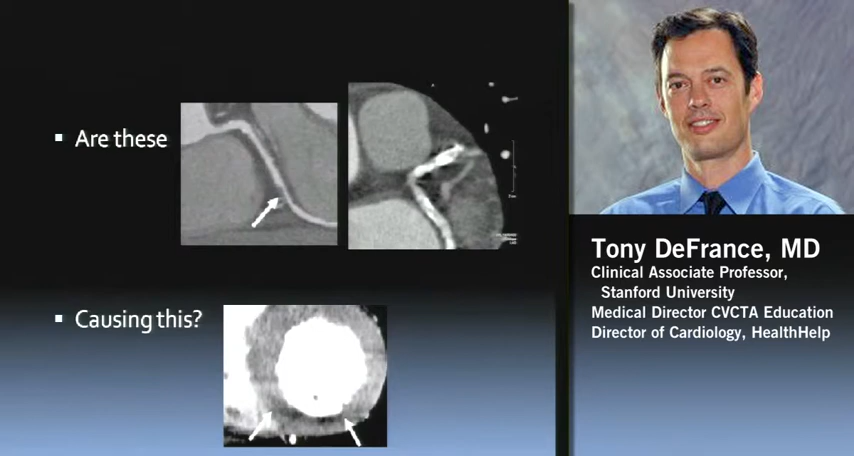 Are these
Causing this?
Tony DeFrance, MD
Clinical Associate Professor,
Stanford University
Medical Director CVCTA Education
Director of Cardiology, HealthHelp